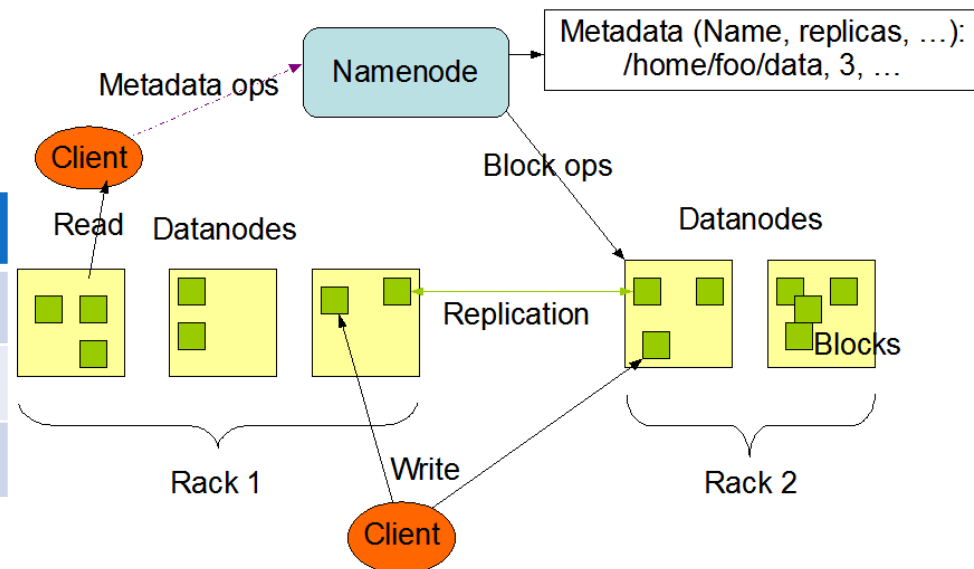 Metadata (Name, replicas, …):
/home/foo/data, 3, …
Namenode
Metadata ops
Client
Block ops
Read
Datanodes
Datanodes
Replication
Blocks
Rack 1
Write
Rack 2
Client